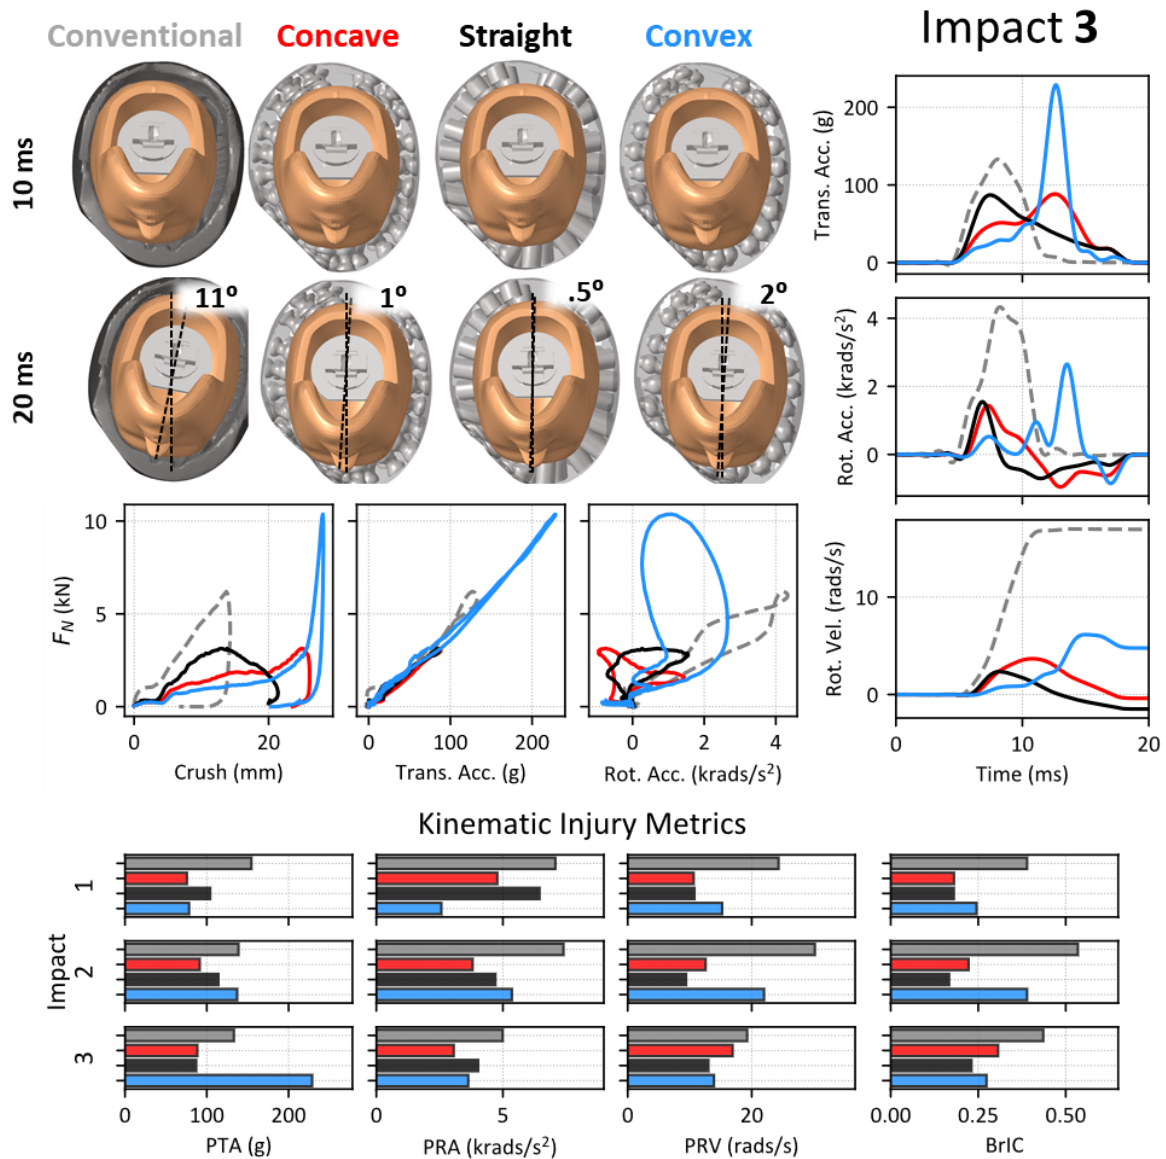 Conventional Concave Straight Convex
Impact 3
10 ms
20 ms
11º 1º .5º 2º
Trans. Acc. (g)
200
100
0
Rot. Acc. (krads/s²)
4
2
0
Rot. Vel. (rads/s)
10
0
0 10 20
Time (ms)
F_N (kN)
10
5
0
0 20
Crush (mm)
0 100 200
Trans. Acc. (g)
0 2 4
Rot. Acc. (krads/s²)
Kinematic Injury Metrics
Impact
1
2
3
0 100 200
PTA (g)
0 5
PRA (krads/s²)
0 20
PRV (rads/s)
0.00 0.25 0.50
BrIC